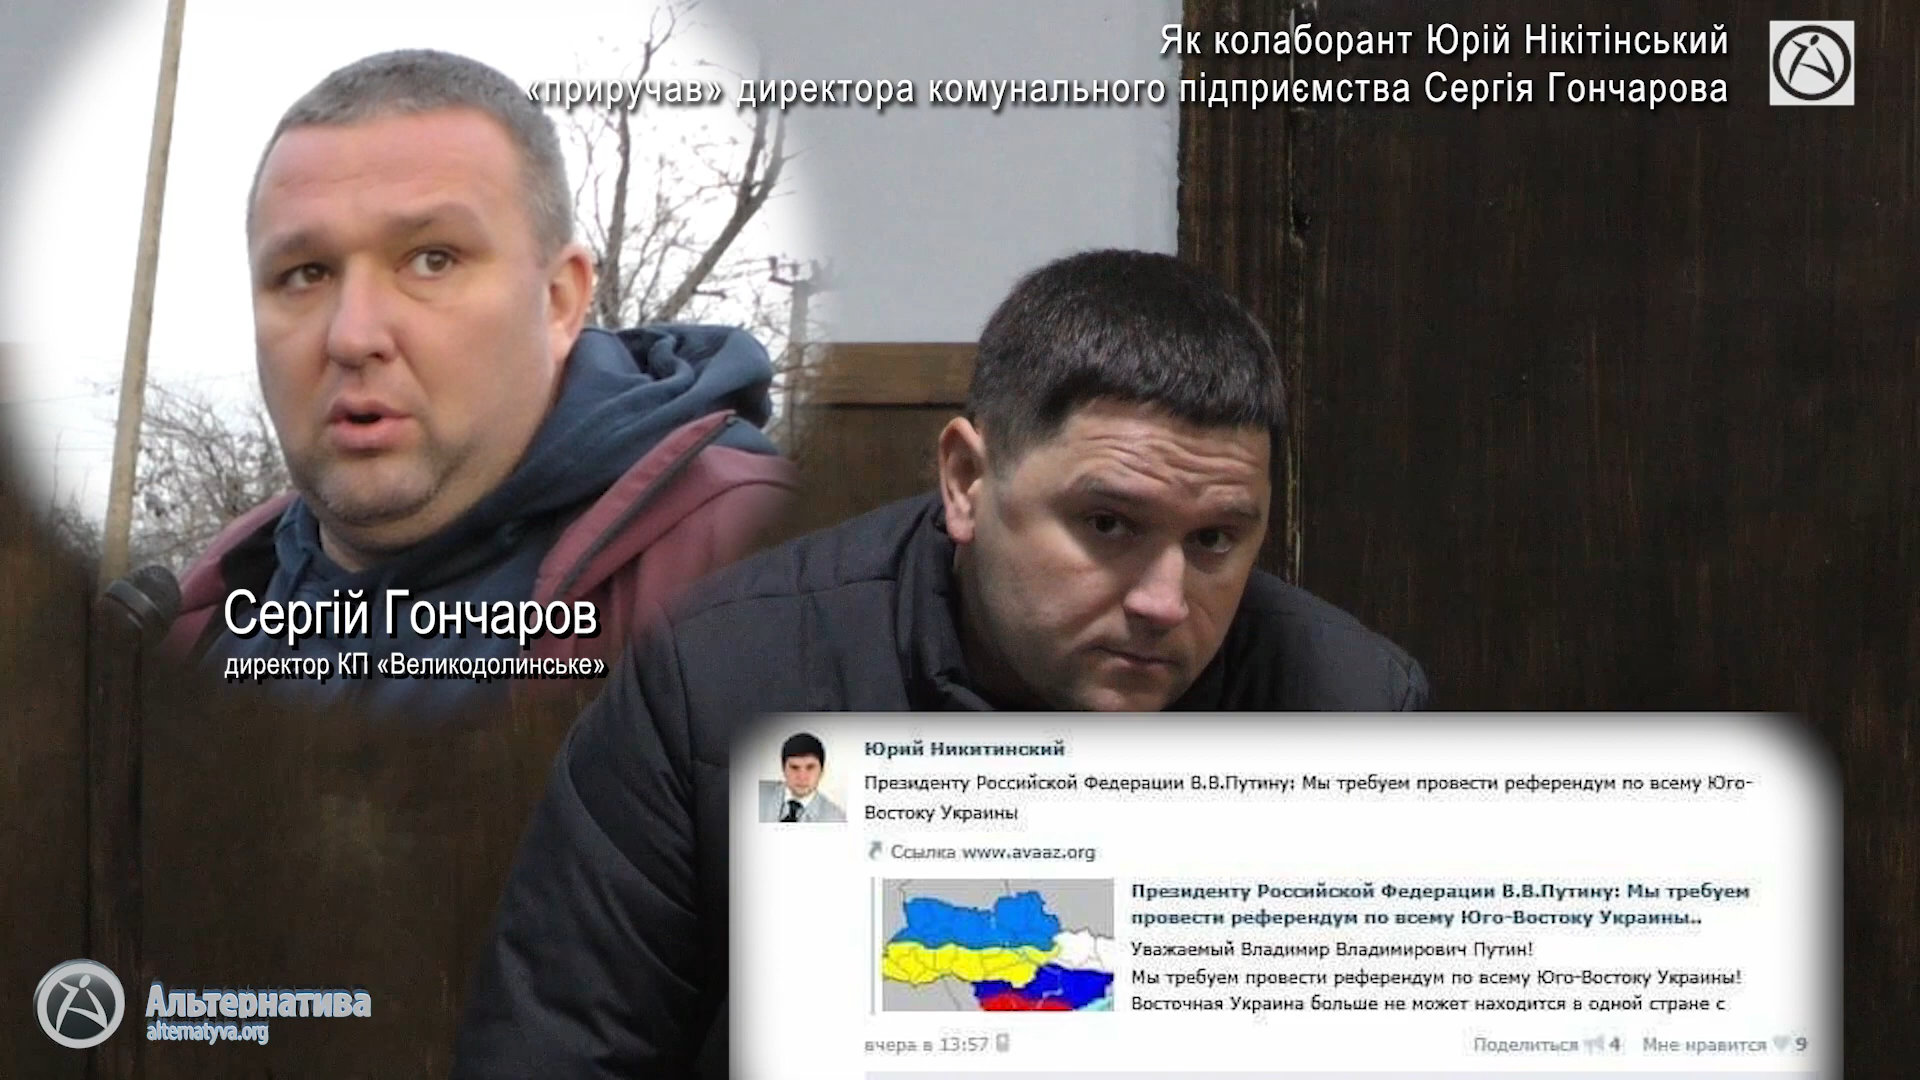 Як колаборант Юрій Нікітінський
«приручав» директора комунального підприємства Сергія Гончарова
Сергій Гончаров
директор КП «Великодолинське»
Юрий Никитинский
Президенту Российской Федерации В.В.Путину: Мы требуем провести референдум по всему Юго-
Востоку Украины
Ссылка www.avaaz.org
Президенту Российской Федерации В.В.Путину: Мы требуем
провести референдум по всему Юго-Востоку Украины..
Уважаемый Владимир Владимирович Путин!
Мы требуем провести референдум по всему Юго-Востоку Украины!
Восточная Украина больше не может находится в одной стране с
вчера в 13:57
Поделиться 4 Мне нравится 9
Альтернатива
alternatyva.org